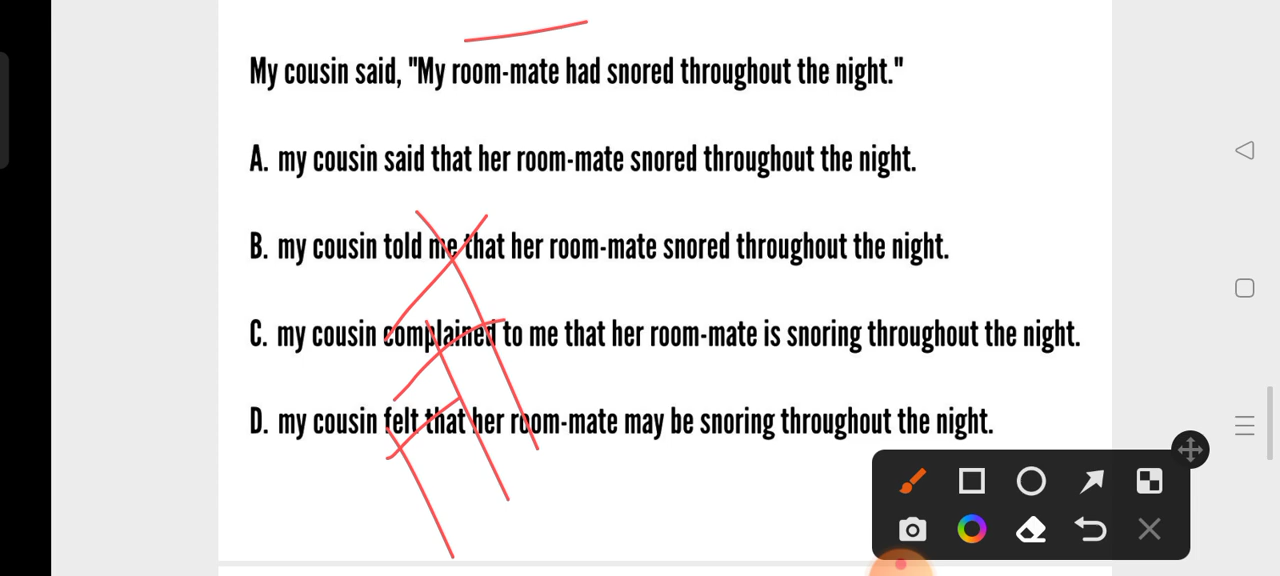 My cousin said, "My room-mate had snored throughout the night."
A. my cousin said that her room-mate snored throughout the night.
B. my cousin told me that her room-mate snored throughout the night.
C. my cousin complained to me that her room-mate is snoring throughout the night.
D. my cousin felt that her room-mate may be snoring throughout the night.